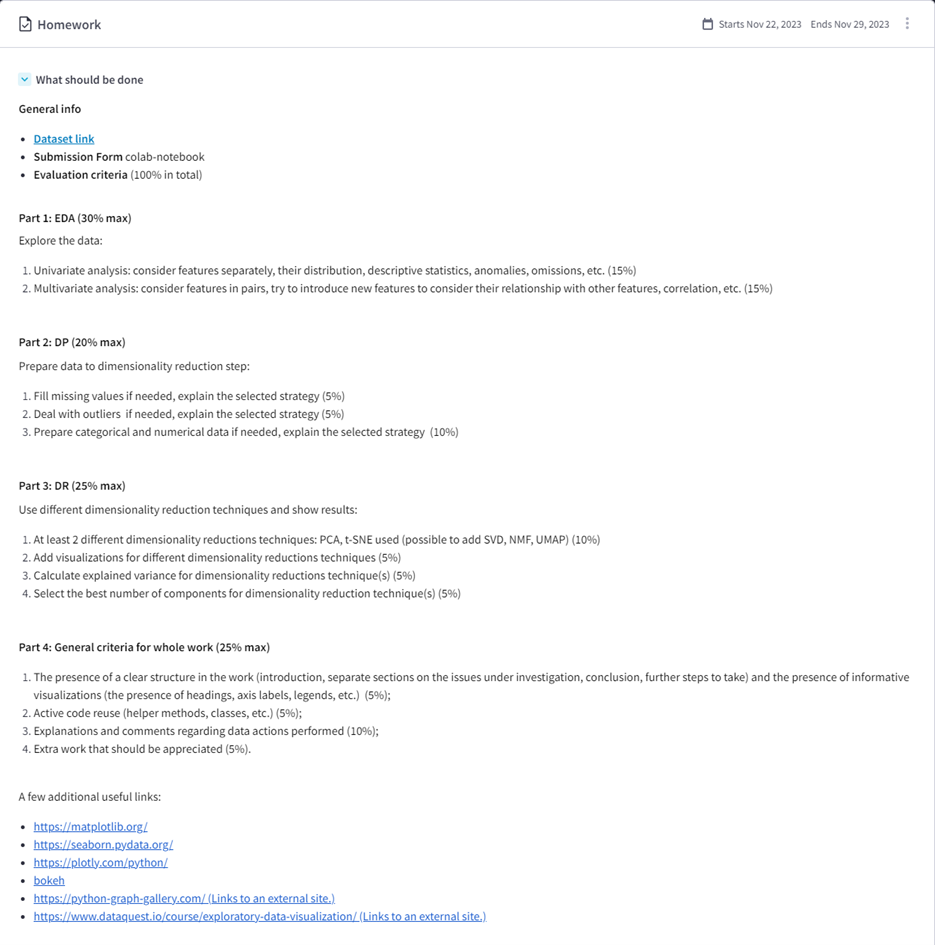 Homework
Starts Nov 22, 2023 Ends Nov 29, 2023
What should be done
General info
• Dataset link
• Submission Form colab-notebook
• Evaluation criteria (100% in total)
Part 1: EDA (30% max)
Explore the data:
1. Univariate analysis: consider features separately, their distribution, descriptive statistics, anomalies, omissions, etc. (15%)
2. Multivariate analysis: consider features in pairs, try to introduce new features to consider their relationship with other features, correlation, etc. (15%)
Part 2: DP (20% max)
Prepare data to dimensionality reduction step:
1. Fill missing values if needed, explain the selected strategy (5%)
2. Deal with outliers if needed, explain the selected strategy (5%)
3. Prepare categorical and numerical data if needed, explain the selected strategy (10%)
Part 3: DR (25% max)
Use different dimensionality reduction techniques and show results:
1. At least 2 different dimensionality reductions techniques: PCA, t-SNE used (possible to add SVD, NMF, UMAP) (10%)
2. Add visualizations for different dimensionality reductions techniques (5%)
3. Calculate explained variance for dimensionality reductions technique(s) (5%)
4. Select the best number of components for dimensionality reduction technique(s) (5%)
Part 4: General criteria for whole work (25% max)
1. The presence of a clear structure in the work (introduction, separate sections on the issues under investigation, conclusion, further steps to take) and the presence of informative
visualizations (the presence of headings, axis labels, legends, etc.) (5%);
2. Active code reuse (helper methods, classes, etc.) (5%);
3. Explanations and comments regarding data actions performed (10%);
4. Extra work that should be appreciated (5%).
A few additional useful links:
• https://matplotlib.org/
• https://seaborn.pydata.org/
• https://plotly.com/python/
• bokeh
• https://python-graph-gallery.com/ (Links to an external site.)
• https://www.dataquest.io/course/exploratory-data-visualization/ (Links to an external site.)